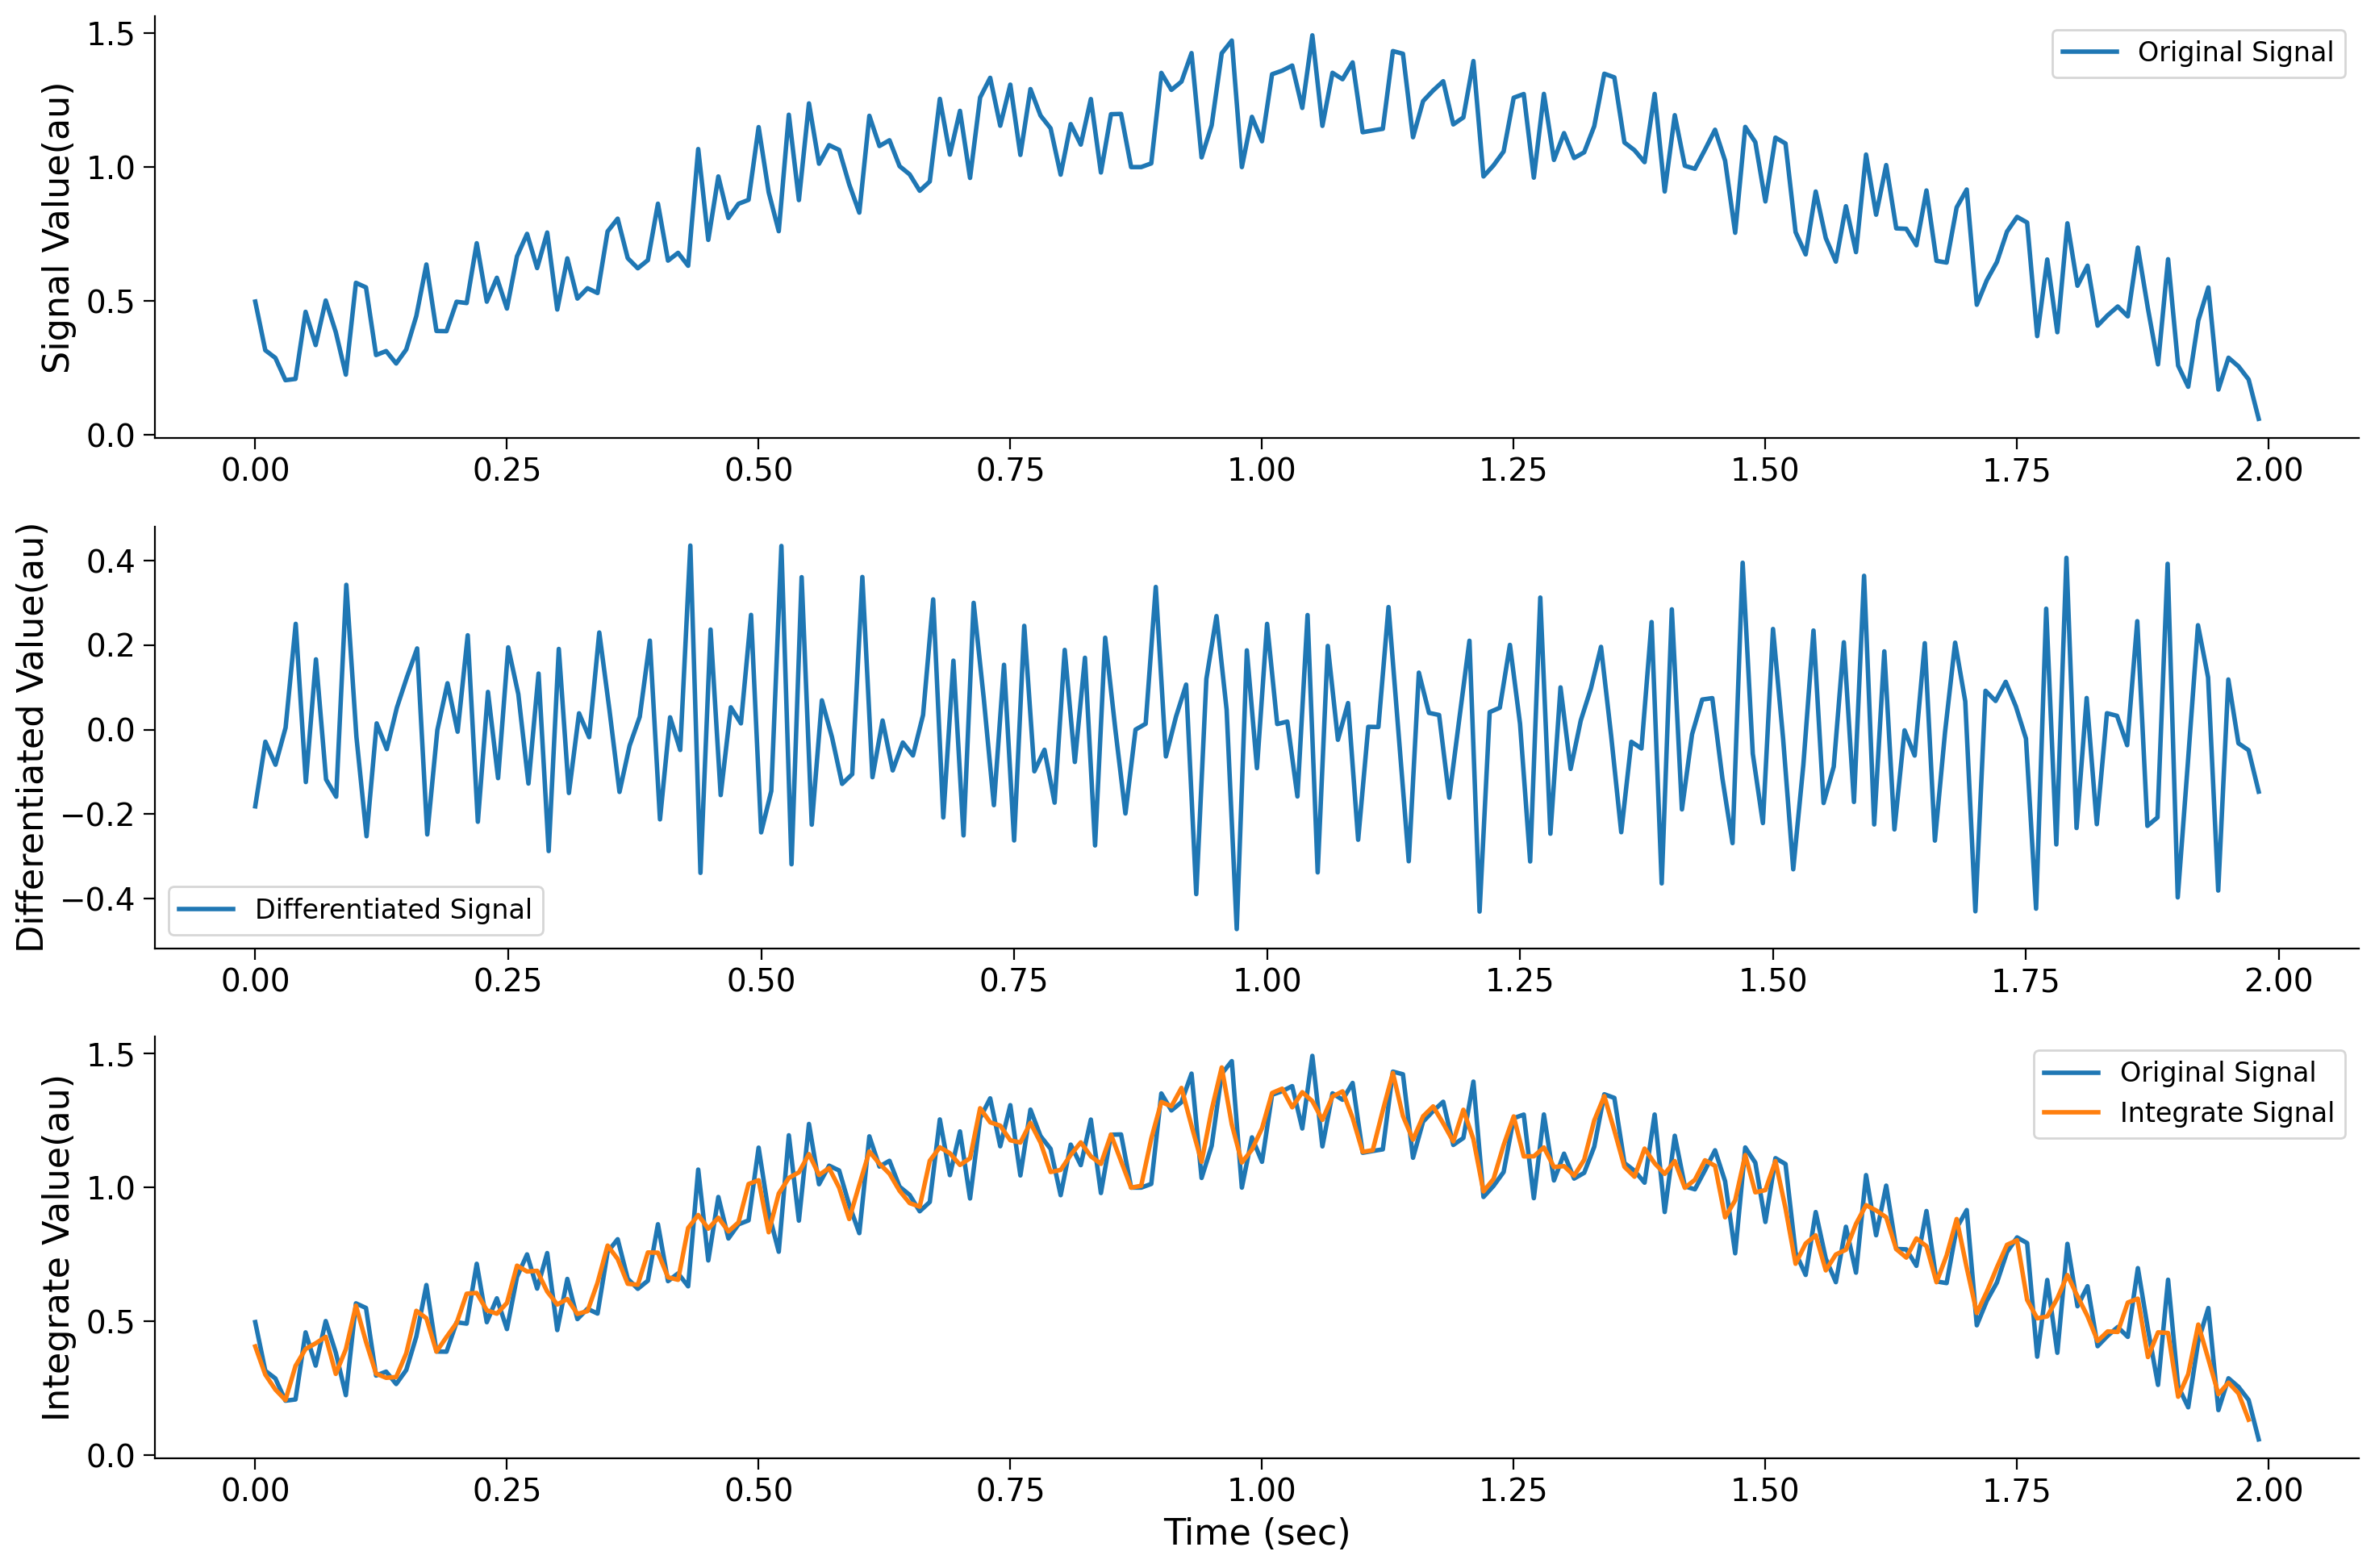 Signal Value(au)
1.5
1.0
0.5
0.0
Original Signal
0.00 0.25 0.50 0.75 1.00 1.25 1.50 1.75 2.00
Differentiated Value(au)
0.4
0.2
0.0
−0.2
−0.4
Differentiated Signal
0.00 0.25 0.50 0.75 1.00 1.25 1.50 1.75 2.00
Integrate Value(au)
1.5
1.0
0.5
0.0
Original Signal
Integrate Signal
0.00 0.25 0.50 0.75 1.00 1.25 1.50 1.75 2.00
Time (sec)